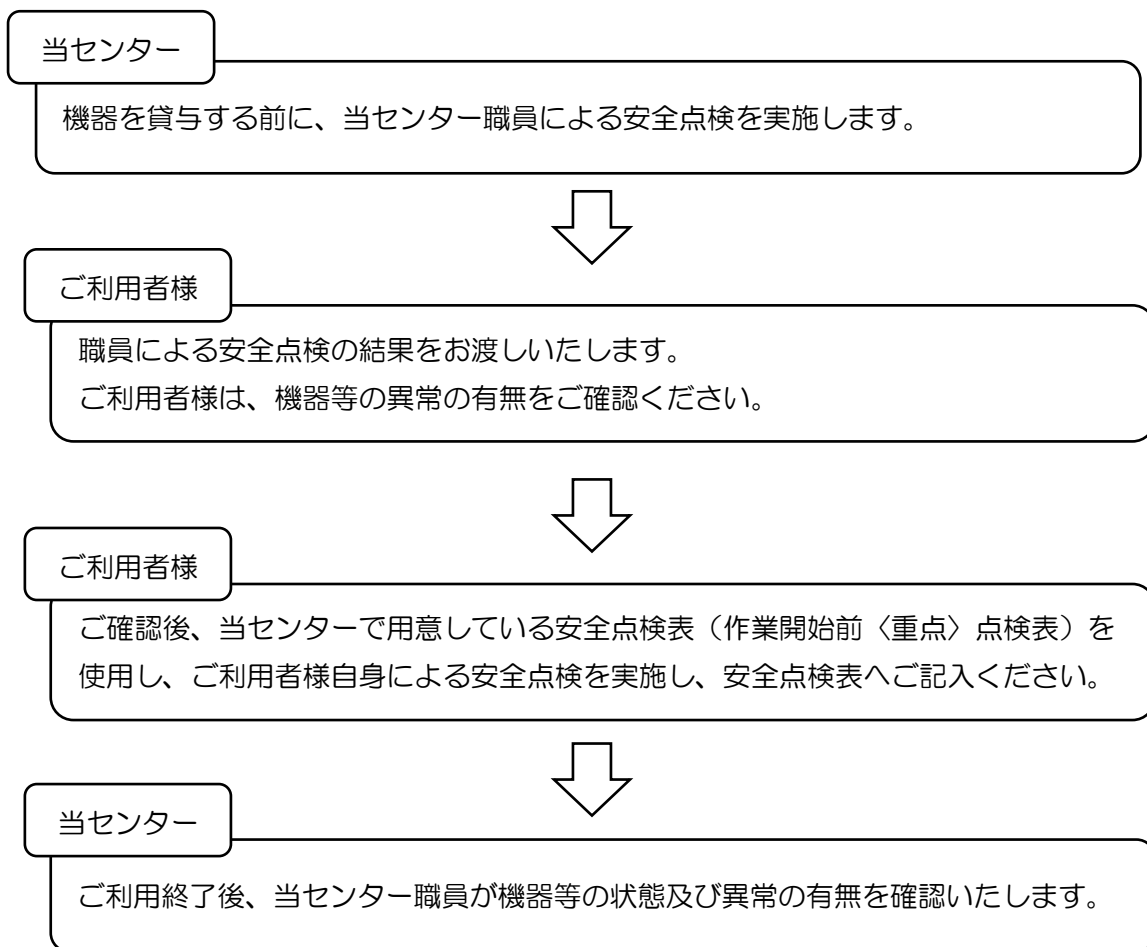 当センター
機器を貸与する前に、当センター職員による安全点検を実施します。
ご利用者様
職員による安全点検の結果をお渡しいたします。
ご利用者様は、機器等の異常の有無をご確認ください。
ご利用者様
ご確認後、当センターで用意している安全点検表（作業開始前〈重点〉点検表）を
使用し、ご利用者様自身による安全点検を実施し、安全点検表へご記入ください。
当センター
ご利用終了後、当センター職員が機器等の状態及び異常の有無を確認いたします。